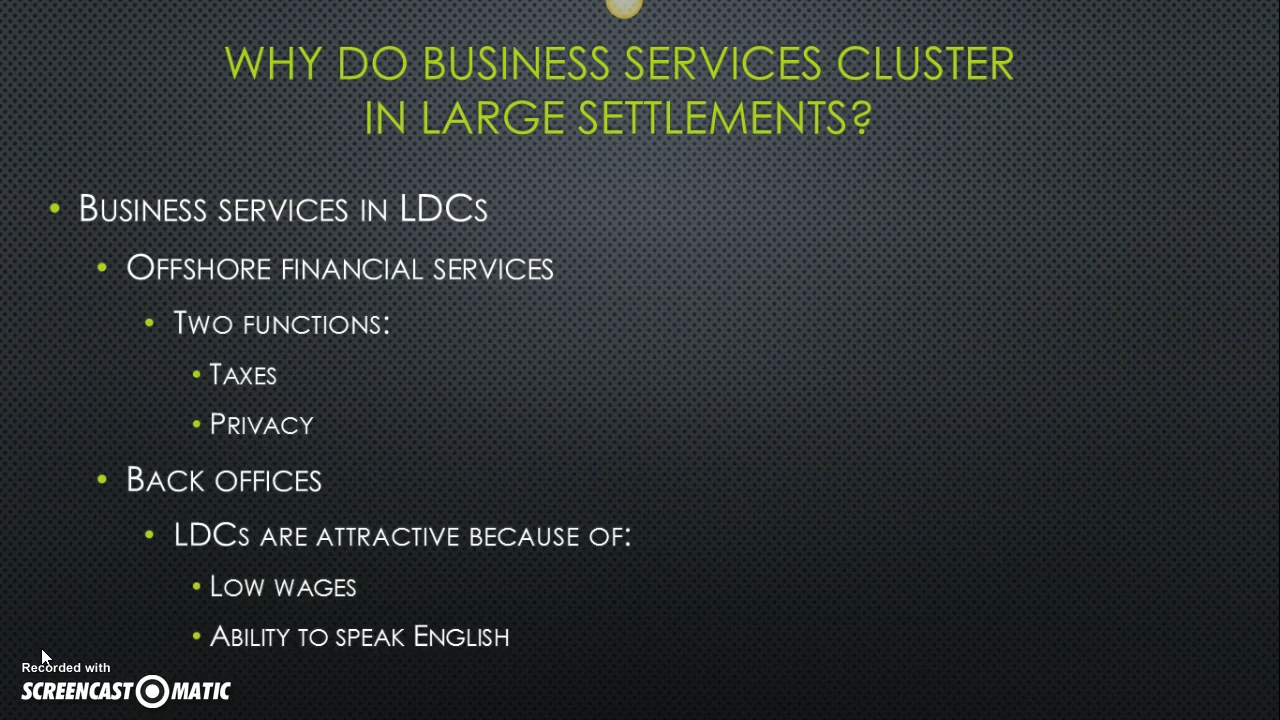 WHY DO BUSINESS SERVICES CLUSTER
IN LARGE SETTLEMENTS?
• BUSINESS SERVICES IN LDCS
• OFFSHORE FINANCIAL SERVICES
• TWO FUNCTIONS:
• TAXES
• PRIVACY
• BACK OFFICES
• LDCS ARE ATTRACTIVE BECAUSE OF:
• LOW WAGES
• ABILITY TO SPEAK ENGLISH
Recorded with
SCREENCAST MATIC